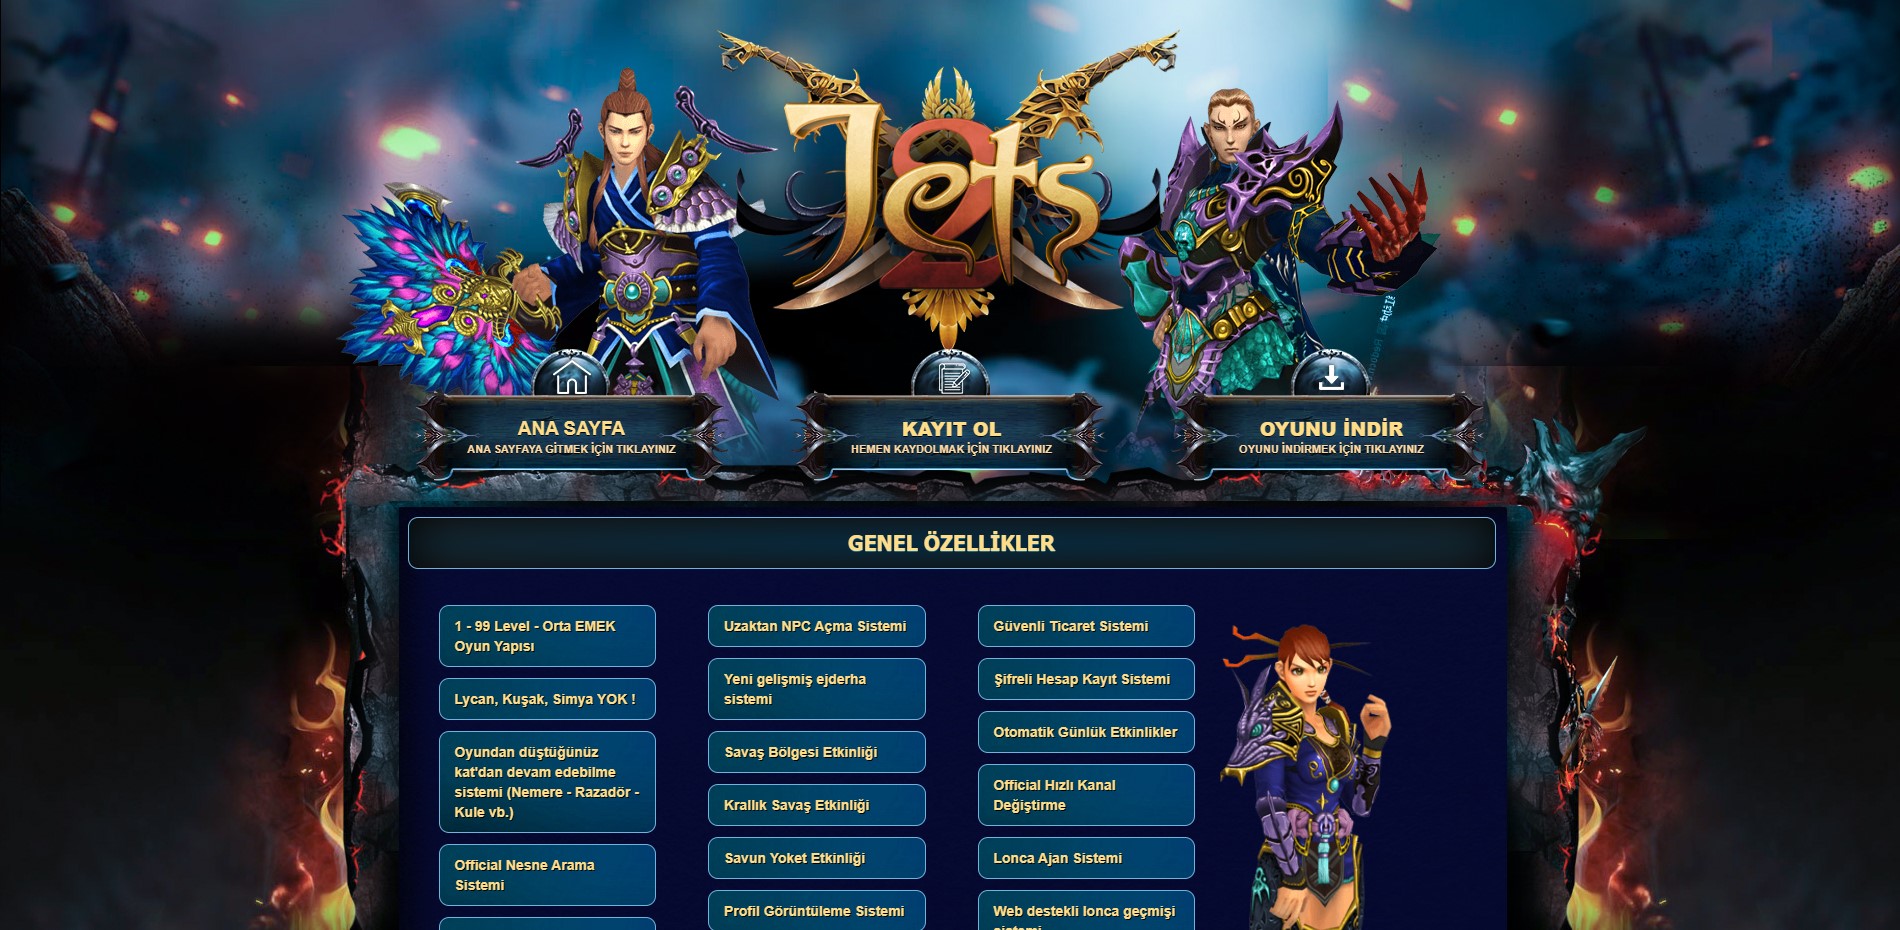 Jets
2
ANA SAYFA
ANA SAYFAYA GİTMEK İÇİN TIKLAYINIZ
KAYIT OL
HEMEN KAYDOLMAK İÇİN TIKLAYINIZ
OYUNU İNDİR
OYUNU İNDİRMEK İÇİN TIKLAYINIZ
GENEL ÖZELLİKLER
1 - 99 Level - Orta EMEK
Oyun Yapısı
Lycan, Kuşak, Simya YOK !
Oyundan düştüğünüz
kat'dan devam edebilme
sistemi (Nemere - Razadör -
Kule vb.)
Official Nesne Arama
Sistemi
Uzaktan NPC Açma Sistemi
Yeni gelişmiş ejderha
sistemi
Savaş Bölgesi Etkinliği
Krallık Savaş Etkinliği
Savun Yoket Etkinliği
Profil Görüntüleme Sistemi
Güvenli Ticaret Sistemi
Şifreli Hesap Kayıt Sistemi
Otomatik Günlük Etkinlikler
Official Hızlı Kanal
Değiştirme
Lonca Ajan Sistemi
Web destekli lonca geçmişi